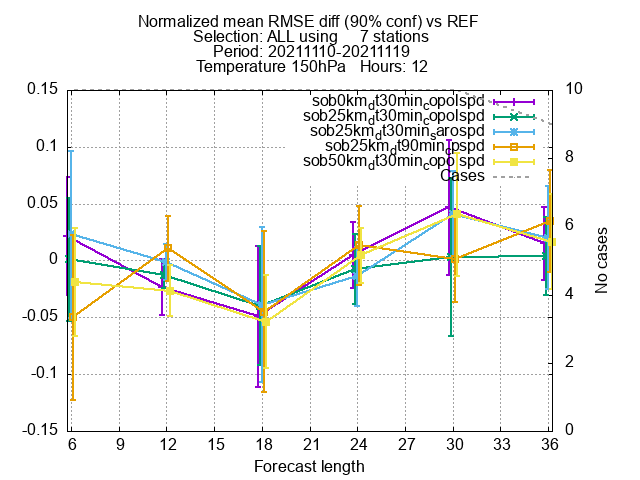 Normalized mean RMSE diff (90% conf) vs REF
Selection: ALL using 7 stations
Period: 20211110-20211119
Temperature 150hPa Hours: 12
sob0km_dt30min_copolspd
sob25km_dt30min_copolspd
sob25km_dt30min_sarospd
sob25km_dt90min_cpspd
sob50km_dt30min_copolspd
Cases
0.15
0.1
0.05
0
-0.05
-0.1
-0.15
10
8
6
4
2
0
No cases
6 9 12 15 18 21 24 27 30 33 36
Forecast length